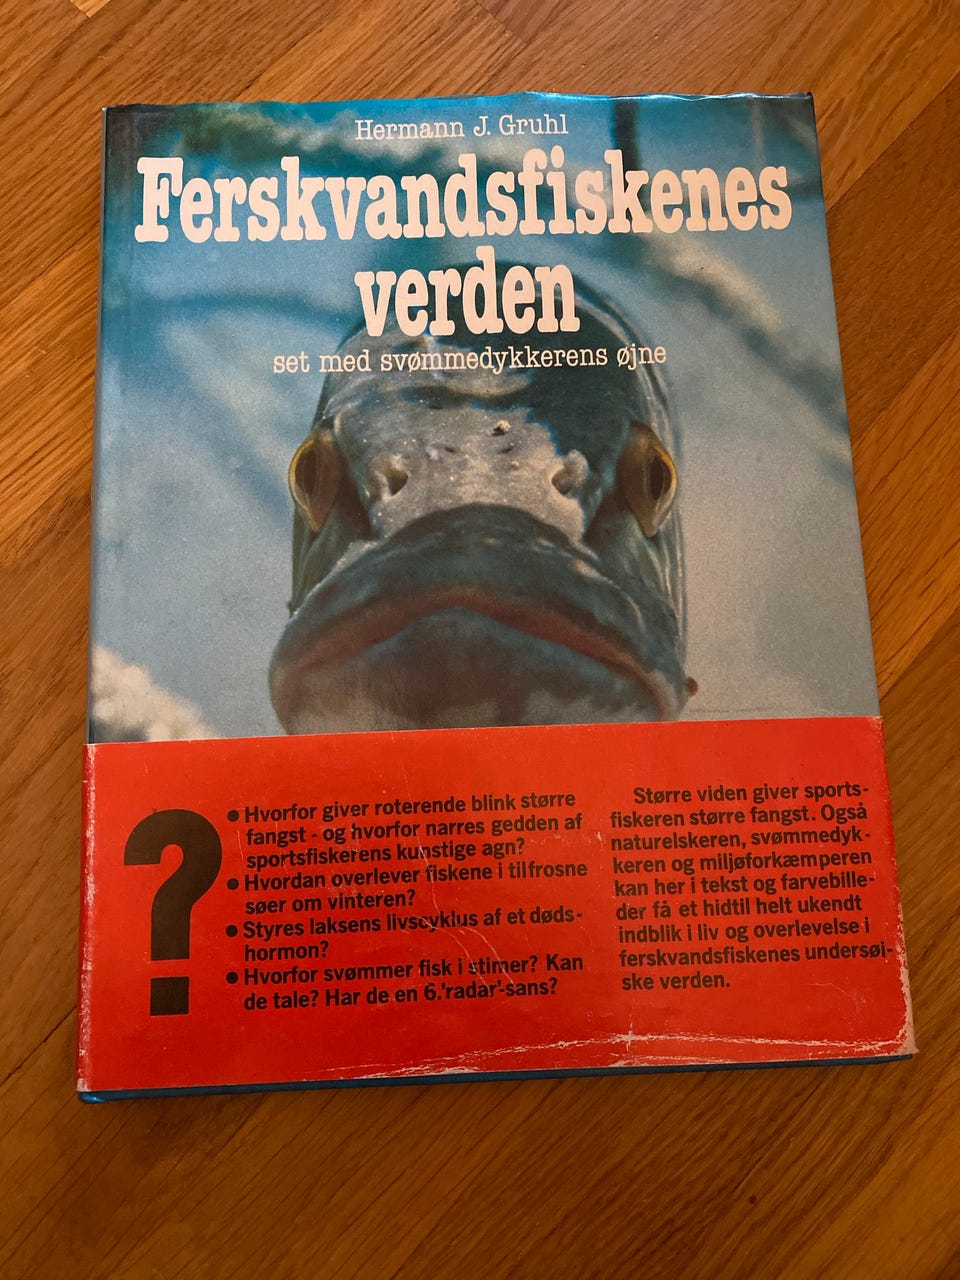 Hermann J. Gruhl
Ferskvandsfiskenes
verden
set med svømmedykkerens øjne
?
● Hvorfor giver roterende blink større
fangst - og hvorfor narres gedden af
sportsfiskerens kunstige agn?
● Hvordan overlever fiskene i tilfrosne
søer om vinteren?
● Styres laksens livscyklus af et døds-
hormon?
● Hvorfor svømmer fisk i stimer? Kan
de tale? Har de en 6.'radar'-sans?
Større viden giver sports-
fiskeren større fangst. Også
naturelskeren, svømmedyk-
keren og miljøforkæmperen
kan her i tekst og farvebille-
der få et hidtil helt ukendt
indblik i liv og overlevelse i
ferskvandsfiskenes undersøi-
ske verden.